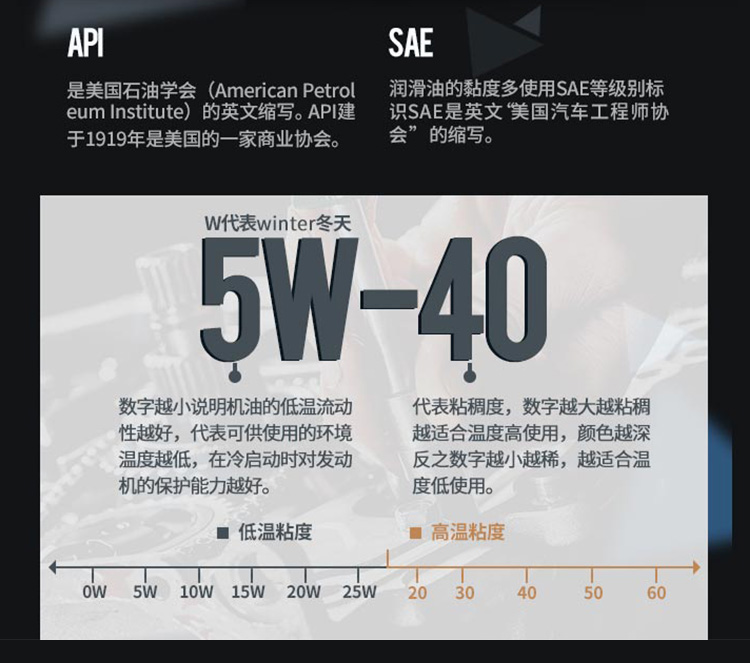 API
是美国石油学会（American Petrol
eum Institute）的英文缩写。API建
于1919年是美国的一家商业协会。
SAE
润滑油的黏度多使用SAE等级别标
识SAE是英文“美国汽车工程师协
会”的缩写。
W代表winter冬天
5W-40
数字越小说明机油的低温流动
性越好，代表可供使用的环境
温度越低，在冷启动时对发动
机的保护能力越好。
代表粘稠度，数字越大越粘稠
越适合温度高使用，颜色越深
反之数字越小越稀，越适合温
度低使用。
低温粘度
高温粘度
0W 5W 10W 15W 20W 25W 20 30 40 50 60